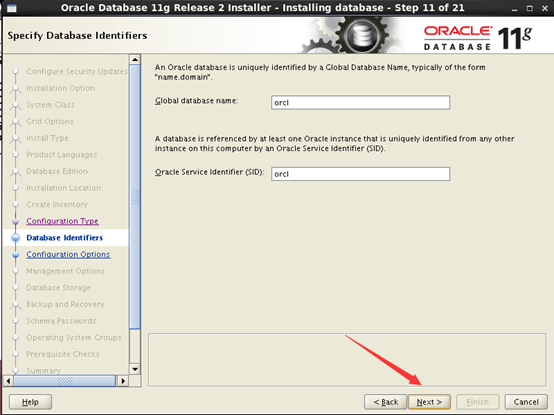 Oracle Database 11g Release 2 Installer - Installing database - Step 11 of 21
Specify Database Identifiers
ORACLE
DATABASE
11g
Configure Security Updates
Installation Option
System Class
Grid Options
Install Type
Product Languages
Database Edition
Installation Location
Create Inventory
Configuration Type
Database Identifiers
Configuration Options
Management Options
Database Storage
Backup and Recovery
Schema Passwords
Operating System Groups
Prerequisite Checks
Summary
An Oracle database is uniquely identified by a Global Database Name, typically of the form
"name.domain".
Global database name: orcl
A database is referenced by at least one Oracle instance that is uniquely identified from any other
instance on this computer by an Oracle Service Identifier (SID).
Oracle Service Identifier (SID): orcl
Help
< Back
Next >
Finish
Cancel